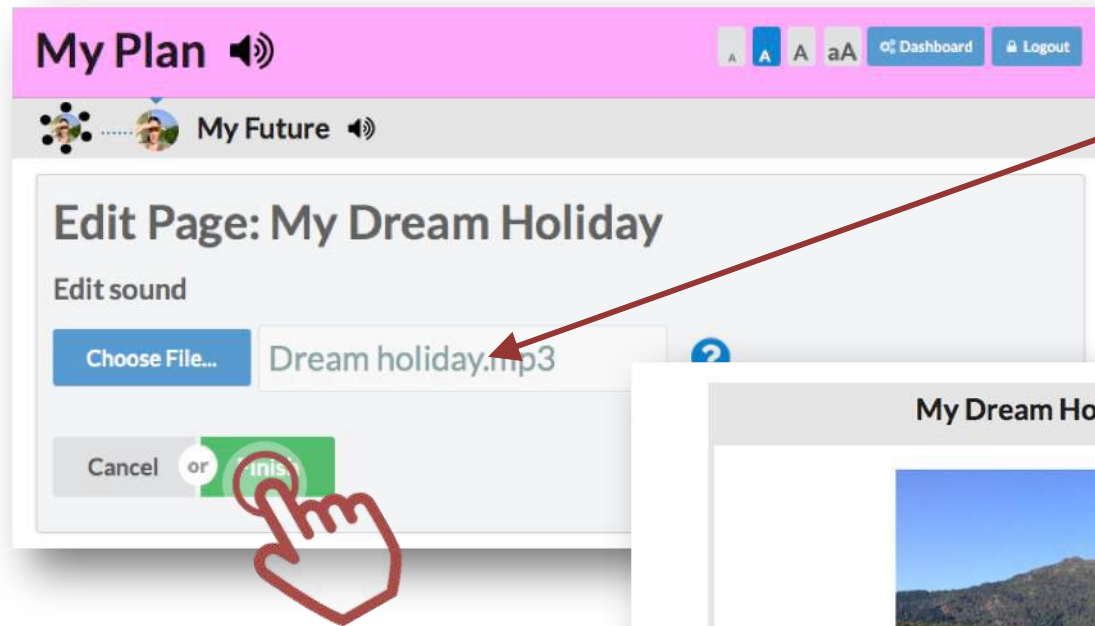 My Plan
A A A aA Dashboard Logout
My Future
Edit Page: My Dream Holiday
Edit sound
Choose File... Dream holiday.mp3 ?
Cancel or Finish
My Dream Ho